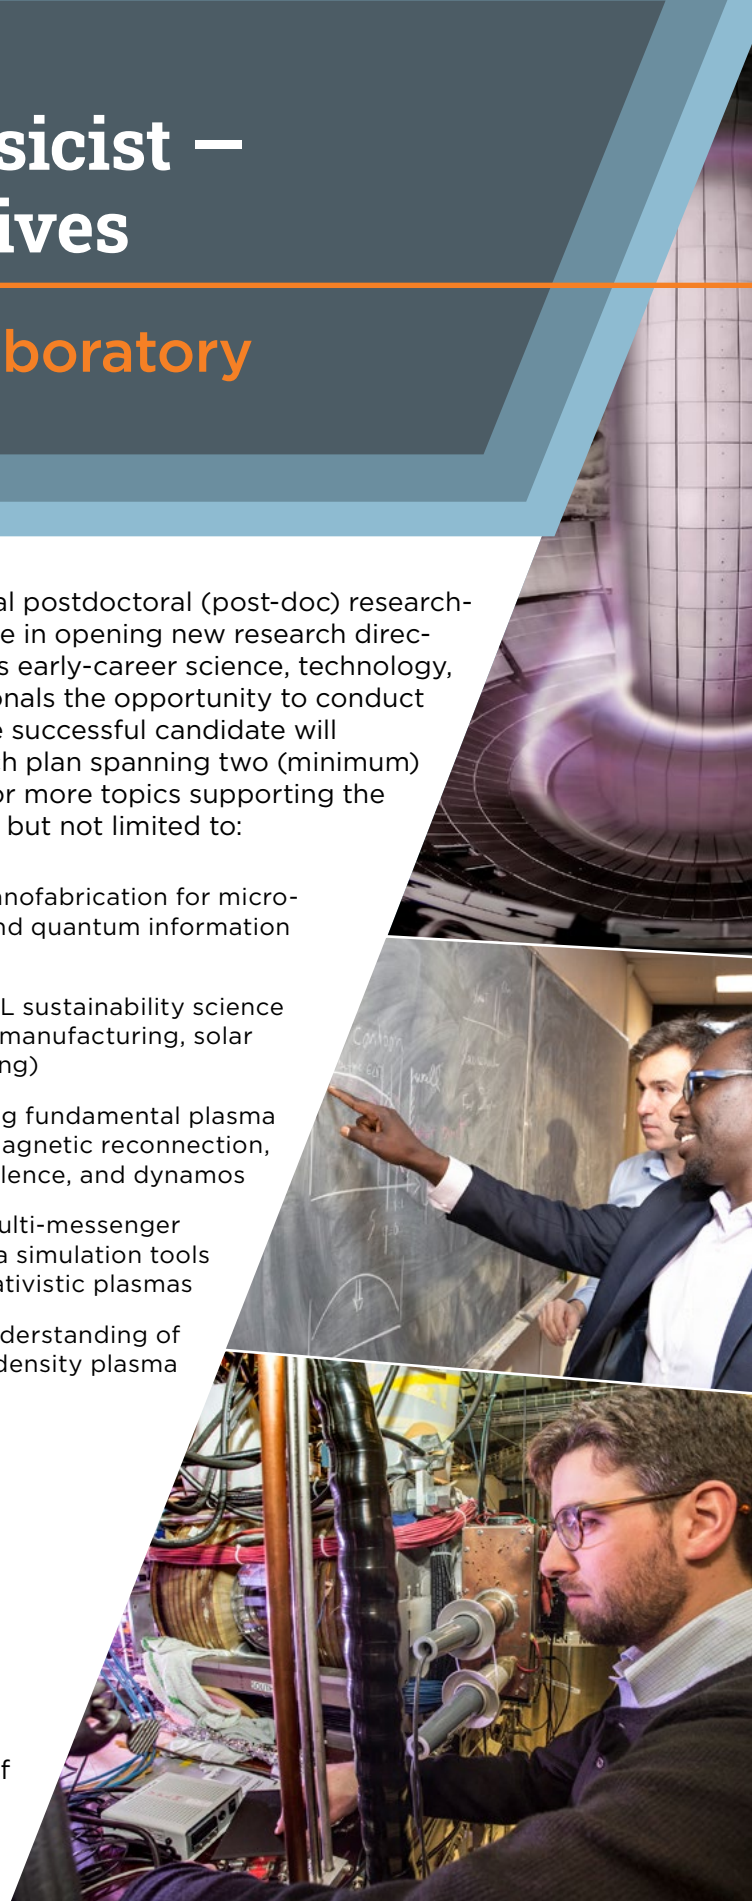 sicist —
ives
boratory
al postdoctoral (post-doc) research-
e in opening new research direc-
s early-career science, technology,
onals the opportunity to conduct
e successful candidate will
h plan spanning two (minimum)
or more topics supporting the
but not limited to:
anofabrication for micro-
nd quantum information
L sustainability science
manufacturing, solar
ng)
g fundamental plasma
agnetic reconnection,
lence, and dynamos
ulti-messenger
a simulation tools
ativistic plasmas
derstanding of
density plasma
f